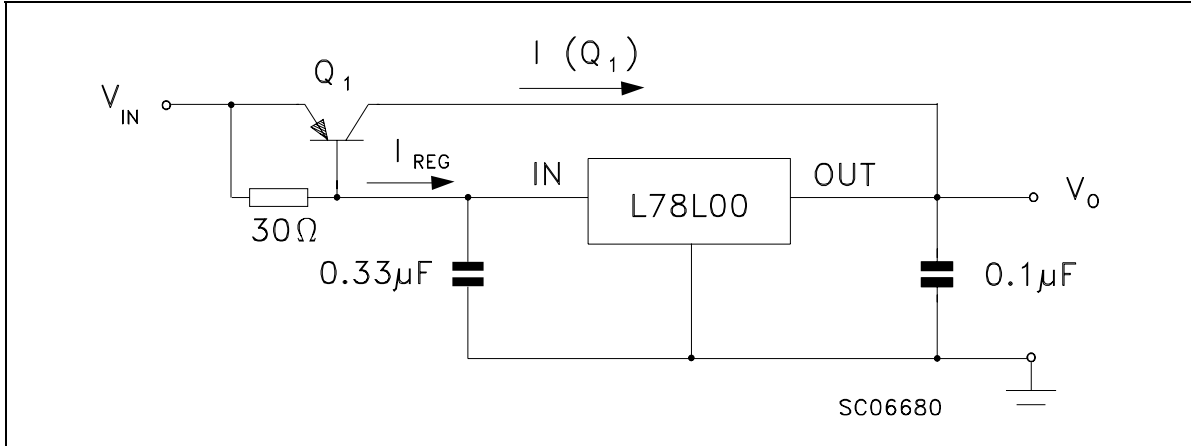 I (Q1)
Q1
VIN
IREG
IN
OUT
L78L00
VO
30Ω
0.33µF
0.1µF
SC06680